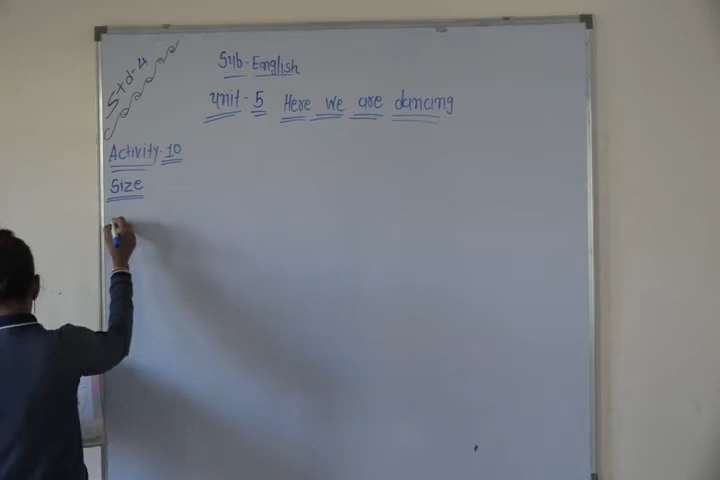 Std-4
Sub-English
Unit-5 Here we are dancing
Activity-10
Size